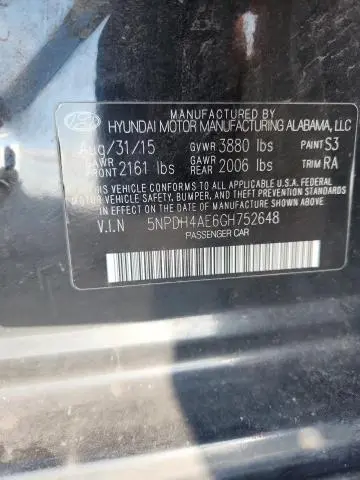 HYUNDAI MOTOR MANUFACTURING ALABAMA, LLC
Aug/31/15 GVWR 3880 lbs PAINT S3
GAWR FRONT 2161 lbs GAWR REAR 2006 lbs TRIM RA
THIS VEHICLE CONFORMS TO ALL APPLICABLE U.S.A. FEDERAL
MOTOR VEHICLE SAFETY, BUMPER, AND THEFT PREVENTION
STANDARDS IN EFFECT ON THE DATE OF MANUFACTURE
SHOWN ABOVE.
V.I.N 5NPDH4AE6GH752648
PASSENGER CAR